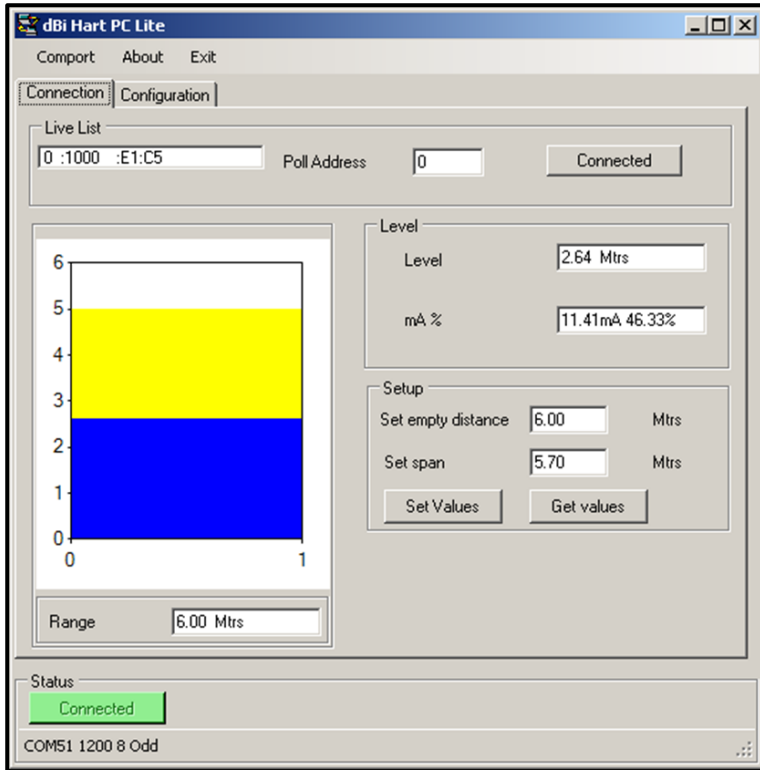 dBi Hart PC Lite
Comport About Exit
Connection Configuration
Live List
0 :1000 :E1:C5 Poll Address 0 Connected
6
5
4
3
2
1
0
0 1
Range 6.00 Mtrs
Level
Level 2.64 Mtrs
mA % 11.41mA 46.33%
Setup
Set empty distance 6.00 Mtrs
Set span 5.70 Mtrs
Set Values Get values
Status
Connected
COM51 1200 8 Odd